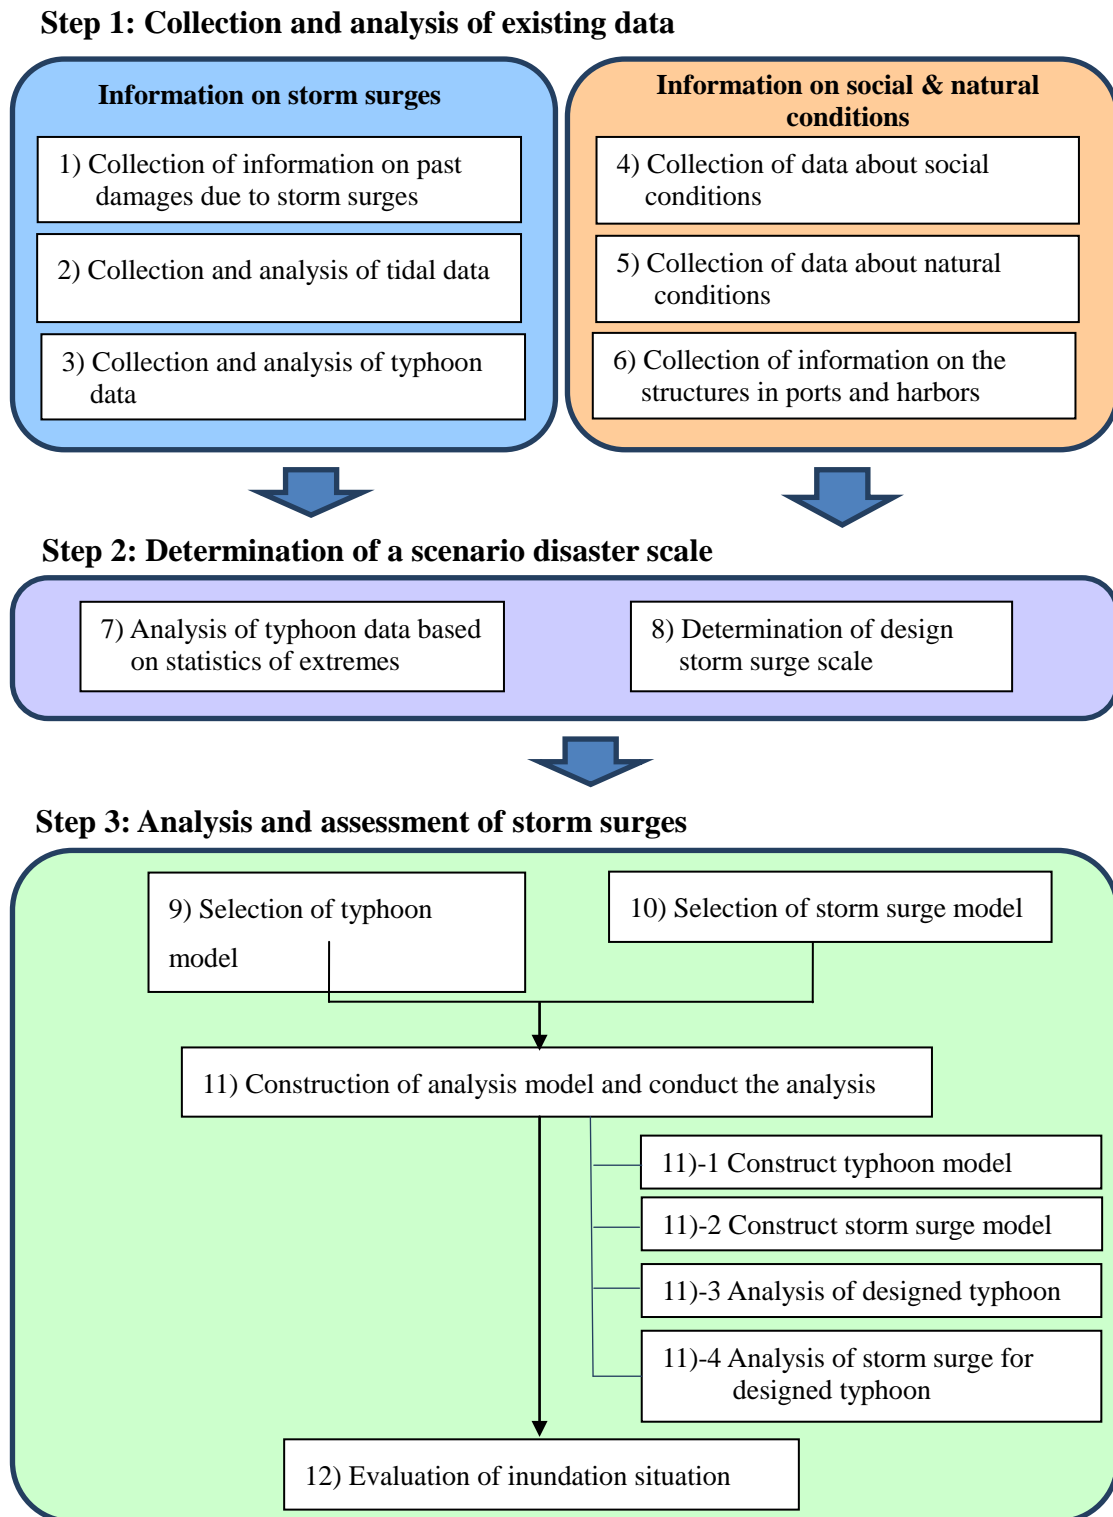 Step 1: Collection and analysis of existing data
Information on storm surges
1) Collection of information on past
damages due to storm surges
2) Collection and analysis of tidal data
3) Collection and analysis of typhoon
data
Information on social & natural
conditions
4) Collection of data about social
conditions
5) Collection of data about natural
conditions
6) Collection of information on the
structures in ports and harbors
Step 2: Determination of a scenario disaster scale
7) Analysis of typhoon data based
on statistics of extremes
8) Determination of design
storm surge scale
Step 3: Analysis and assessment of storm surges
9) Selection of typhoon
model
10) Selection of storm surge model
11) Construction of analysis model and conduct the analysis
11)-1 Construct typhoon model
11)-2 Construct storm surge model
11)-3 Analysis of designed typhoon
11)-4 Analysis of storm surge for
designed typhoon
12) Evaluation of inundation situation